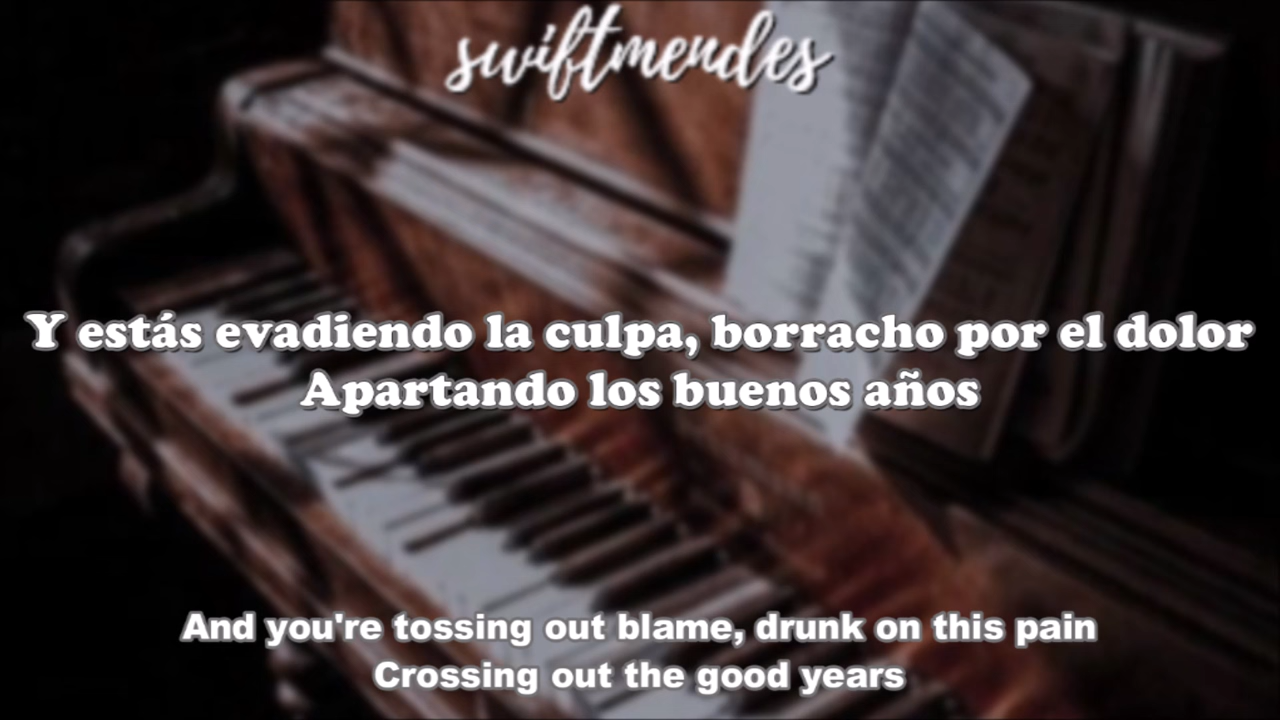 swiftmendes
Y estás evadiendo la culpa, borracho por el dolor
Apartando los buenos años
And you're tossing out blame, drunk on this pain
Crossing out the good years